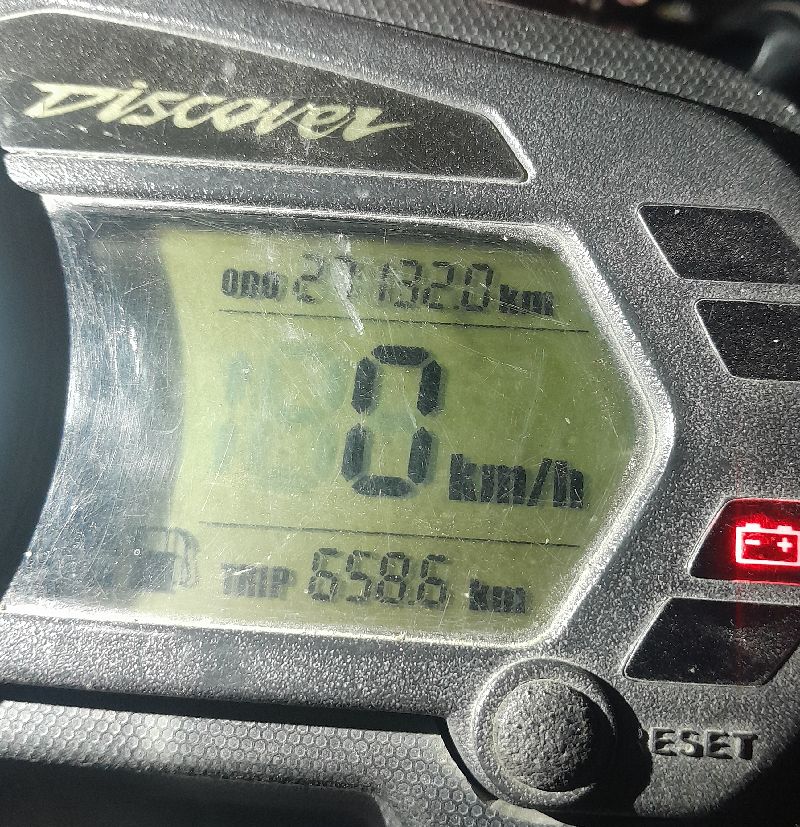 Discover
ODO 27132.0 km
0 km/h
TRIP 658.6 km
RESET